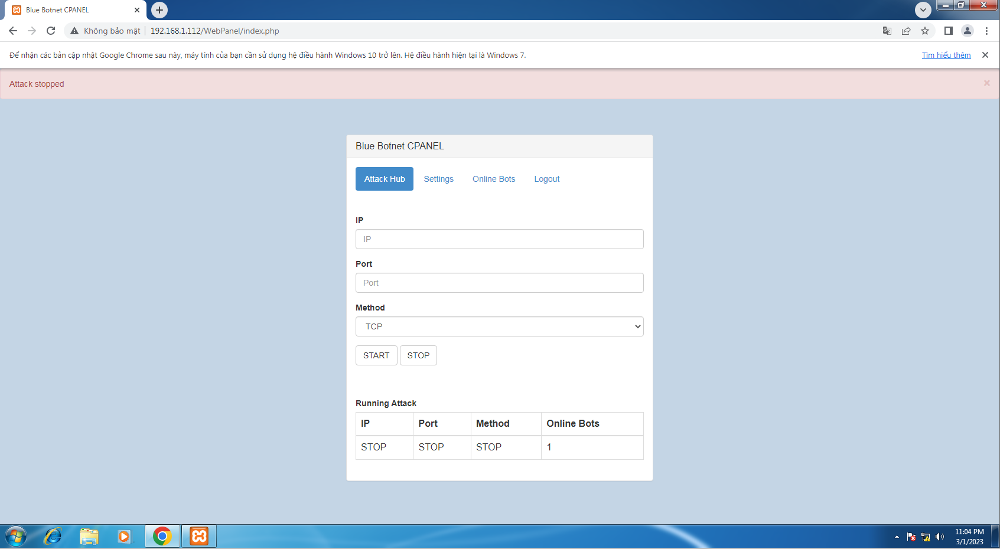 Blue Botnet CPANEL
Không bảo mật 192.168.1.112/WebPanel/index.php
Để nhận các bản cập nhật Google Chrome sau này, máy tính của bạn cần sử dụng hệ điều hành Windows 10 trở lên. Hệ điều hành hiện tại là Windows 7. Tìm hiểu thêm
Attack stopped
Blue Botnet CPANEL
Attack Hub Settings Online Bots Logout
IP
IP
Port
Port
Method
TCP
START STOP
Running Attack
IP Port Method Online Bots
STOP STOP STOP 1
11:04 PM
3/1/2023